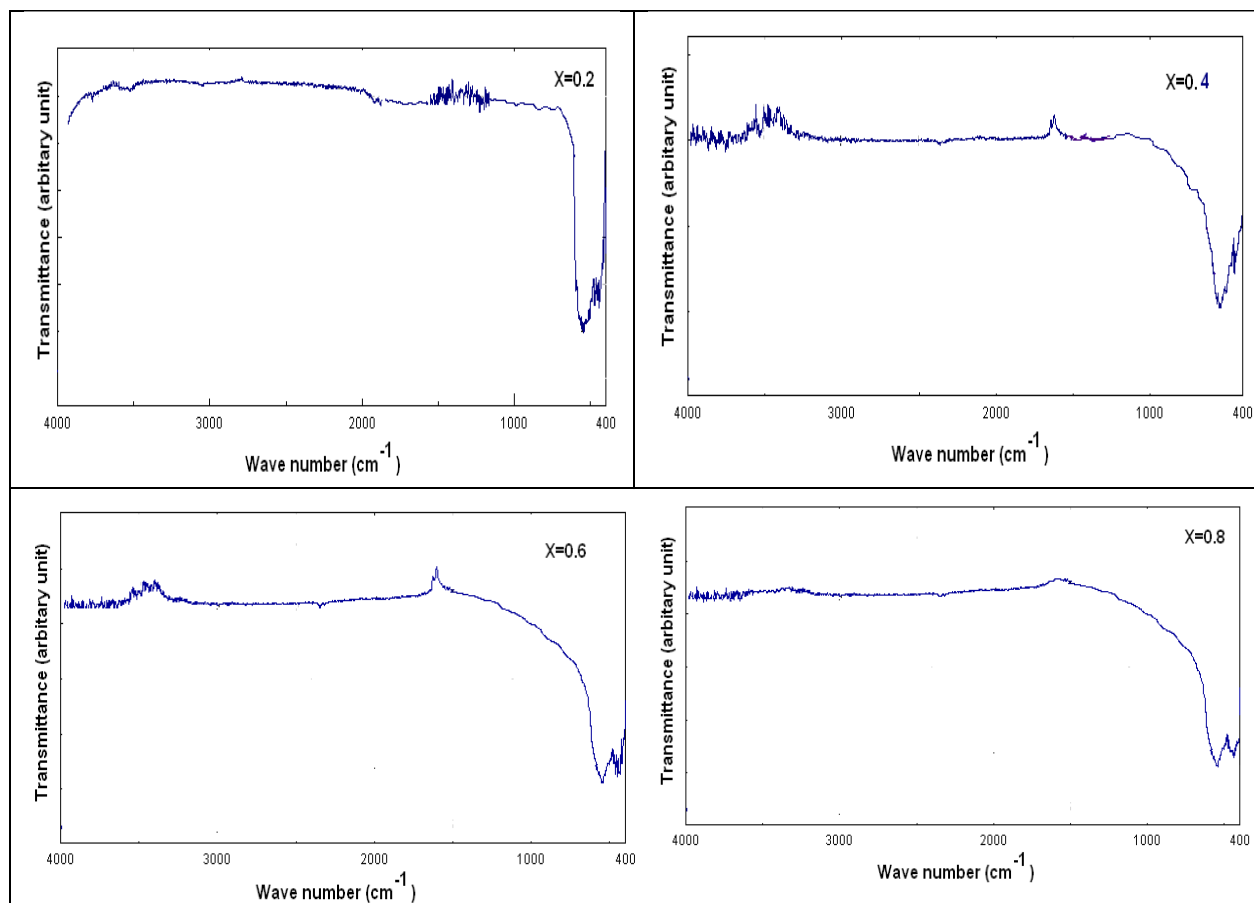 X=0.2
Transmittance (arbitary unit)
4000 3000 2000 1000 400
Wave number (cm-1)
X=0.4
Transmittance (arbitary unit)
4000 3000 2000 1000 400
Wave number (cm-1)
X=0.6
Transmittance (arbitary unit)
4000 3000 2000 1000 400
Wave number (cm-1)
X=0.8
Transmittance (arbitary unit)
4000 3000 2000 1000 400
Wave number (cm-1)